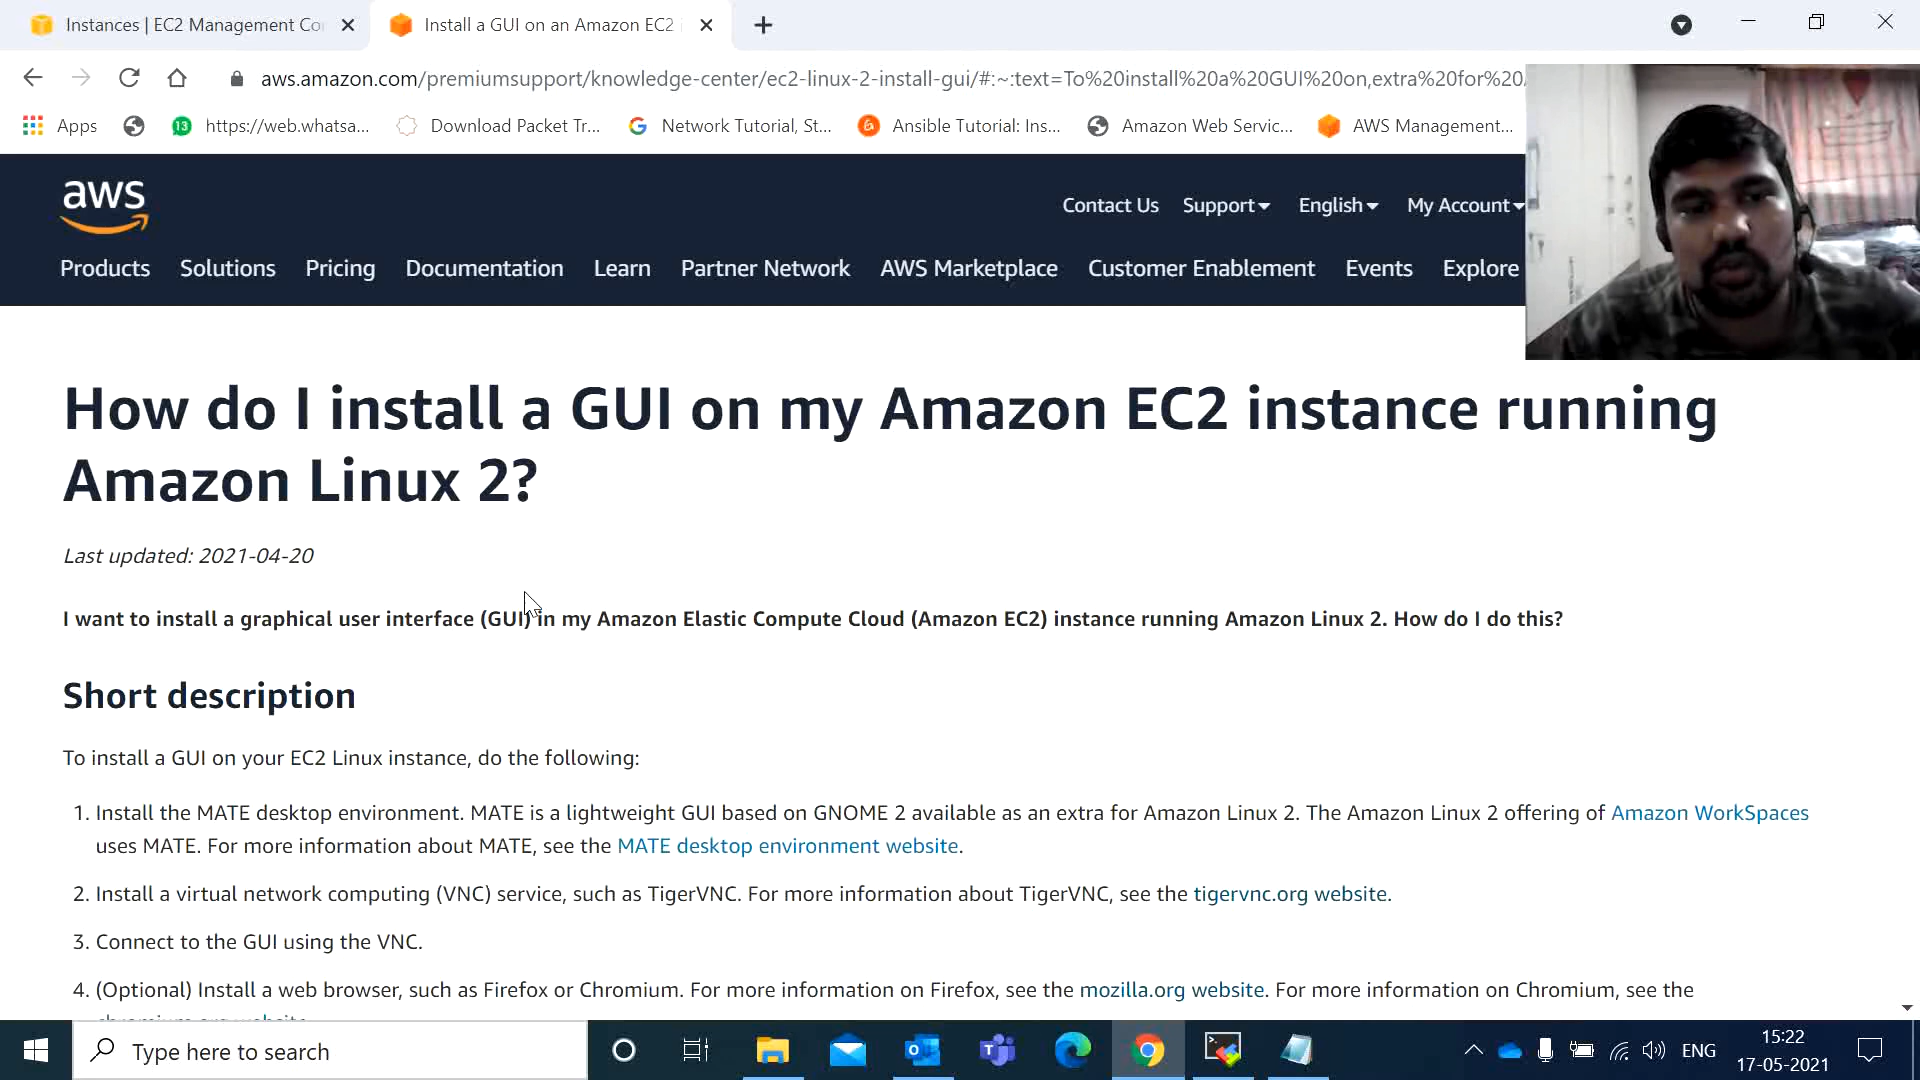 Instances | EC2 Management Co
Install a GUI on an Amazon EC2
aws.amazon.com/premiumsupport/knowledge-center/ec2-linux-2-install-gui/#:~:text=To%20install%20a%20GUI%20on,extra%20for%20
Apps
13
https://web.whatsa...
Download Packet Tr...
Network Tutorial, St...
Ansible Tutorial: Ins...
Amazon Web Servic...
AWS Management...
aws
Contact Us Support English My Account
Products Solutions Pricing Documentation Learn Partner Network AWS Marketplace Customer Enablement Events Explore
How do I install a GUI on my Amazon EC2 instance running
Amazon Linux 2?
Last updated: 2021-04-20
I want to install a graphical user interface (GUI) in my Amazon Elastic Compute Cloud (Amazon EC2) instance running Amazon Linux 2. How do I do this?
Short description
To install a GUI on your EC2 Linux instance, do the following:
1. Install the MATE desktop environment. MATE is a lightweight GUI based on GNOME 2 available as an extra for Amazon Linux 2. The Amazon Linux 2 offering of Amazon WorkSpaces
uses MATE. For more information about MATE, see the MATE desktop environment website.
2. Install a virtual network computing (VNC) service, such as TigerVNC. For more information about TigerVNC, see the tigervnc.org website.
3. Connect to the GUI using the VNC.
4. (Optional) Install a web browser, such as Firefox or Chromium. For more information on Firefox, see the mozilla.org website. For more information on Chromium, see the
Type here to search
ENG
15:22
17-05-2021